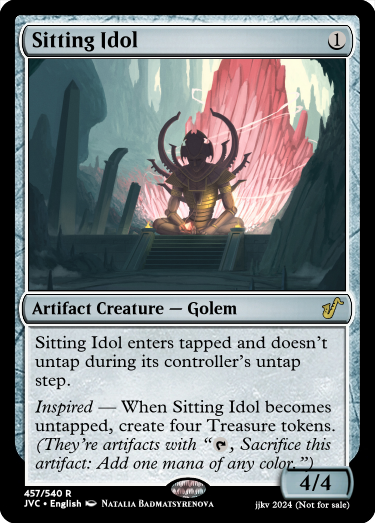 Sitting Idol 1
Artifact Creature — Golem
Sitting Idol enters tapped and doesn't
untap during its controller's untap
step.
Inspired — When Sitting Idol becomes
untapped, create four Treasure tokens.
(They're artifacts with “, Sacrifice this
artifact: Add one mana of any color.”)
4/4
457/540 R
JVC • English Natalia Badmatsyrenova
jjkv 2024 (Not for sale)